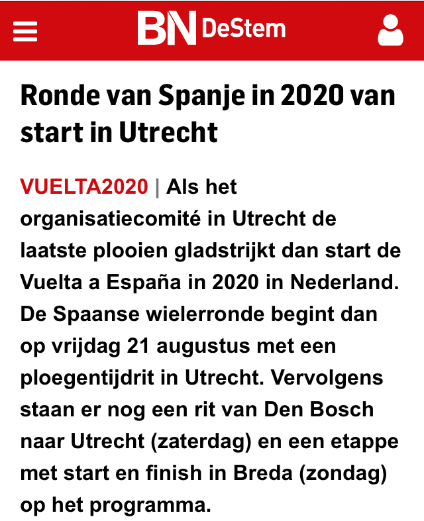 BN DeStem
Ronde van Spanje in 2020 van
start in Utrecht
VUELTA2020 | Als het
organisatiecomité in Utrecht de
laatste plooien gladstrijkt dan start de
Vuelta a España in 2020 in Nederland.
De Spaanse wielerronde begint dan
op vrijdag 21 augustus met een
ploegentijdrit in Utrecht. Vervolgens
staan er nog een rit van Den Bosch
naar Utrecht (zaterdag) en een etappe
met start en finish in Breda (zondag)
op het programma.